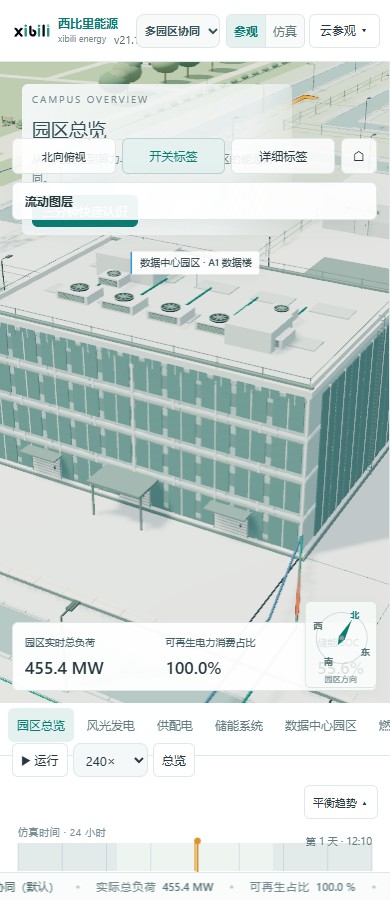 xibili 西比里能源
xibili energy v21.1
多园区协同
参观 仿真
云参观
CAMPUS OVERVIEW
园区总览
北向俯视 开关标签 详细标签
同。
流动图层
数据中心园区 · A1 数据楼
园区实时总负荷 可再生电力消费占比
455.4 MW 100.0% 55.6%
北
西
东
南
园区方向
园区总览 风光发电 供配电 储能系统 数据中心园区 燃
运行 240× 总览
平衡趋势
仿真时间 · 24 小时 第 1 天 · 12:10
协同（默认） 实际总负荷 455.4 MW 可再生占比 100.0 %